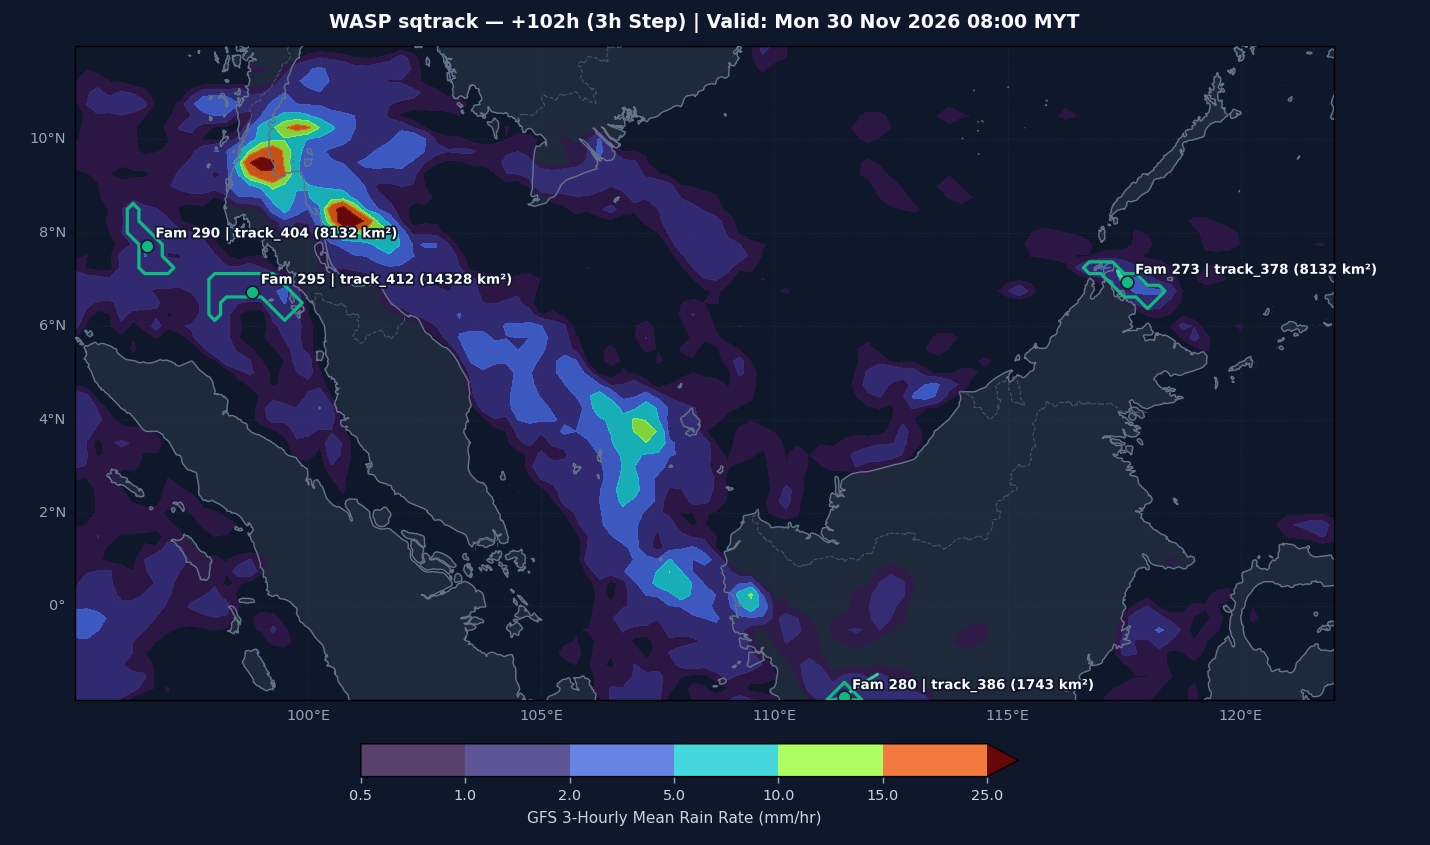 WASP sqtrack — +102h (3h Step) | Valid: Mon 30 Nov 2026 08:00 MYT
10°N
8°N
6°N
4°N
2°N
0°
Fam 290 | track_404 (8132 km²)
Fam 295 | track_412 (14328 km²)
Fam 273 | track_378 (8132 km²)
Fam 280 | track_386 (1743 km²)
100°E 105°E 110°E 115°E 120°E
0.5 1.0 2.0 5.0 10.0 15.0 25.0
GFS 3-Hourly Mean Rain Rate (mm/hr)